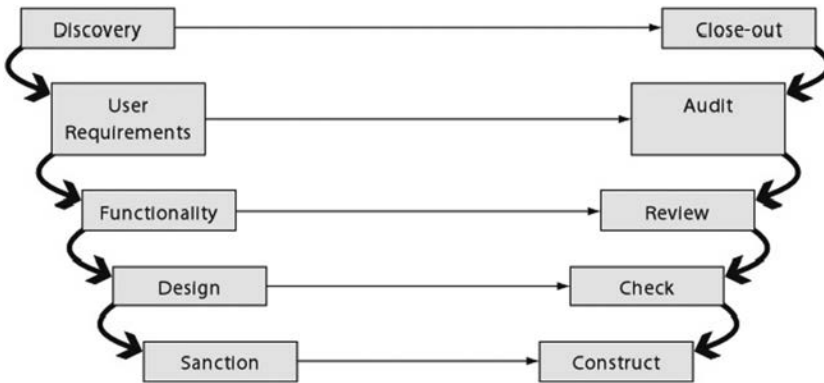 Discovery
Close-out
User
Requirements
Audit
Functionality
Review
Design
Check
Sanction
Construct